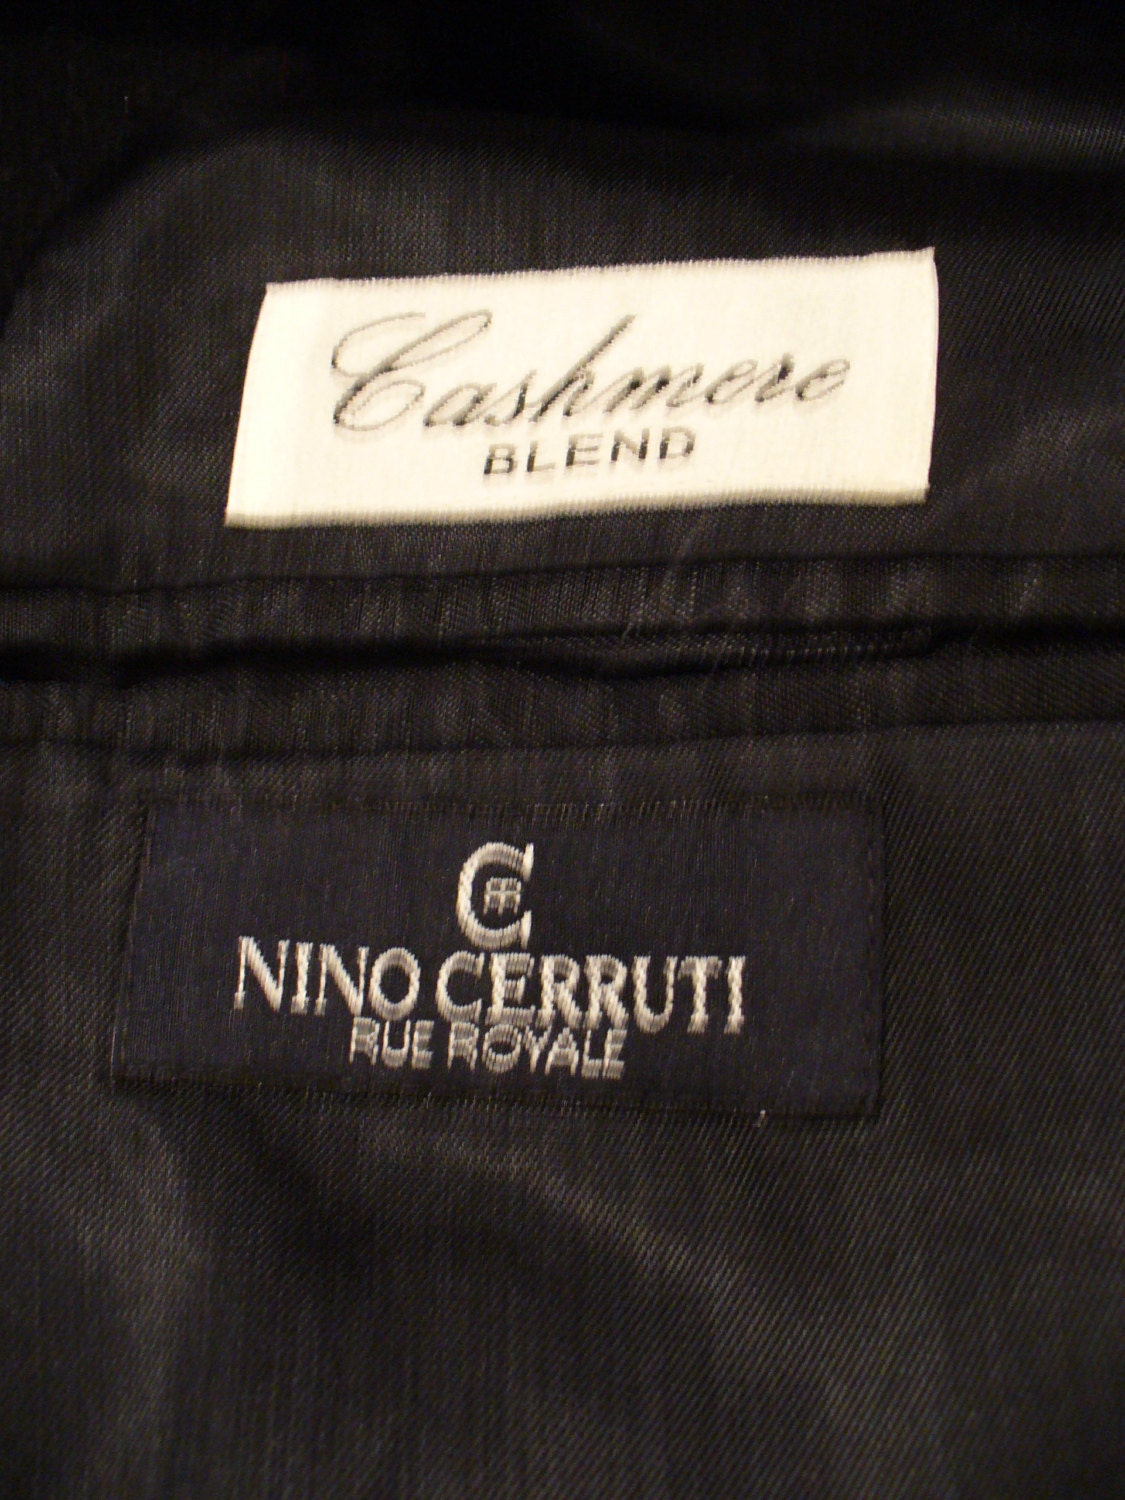 Cashmere
BLEND
C
NINO CERRUTI
RUE ROYALE